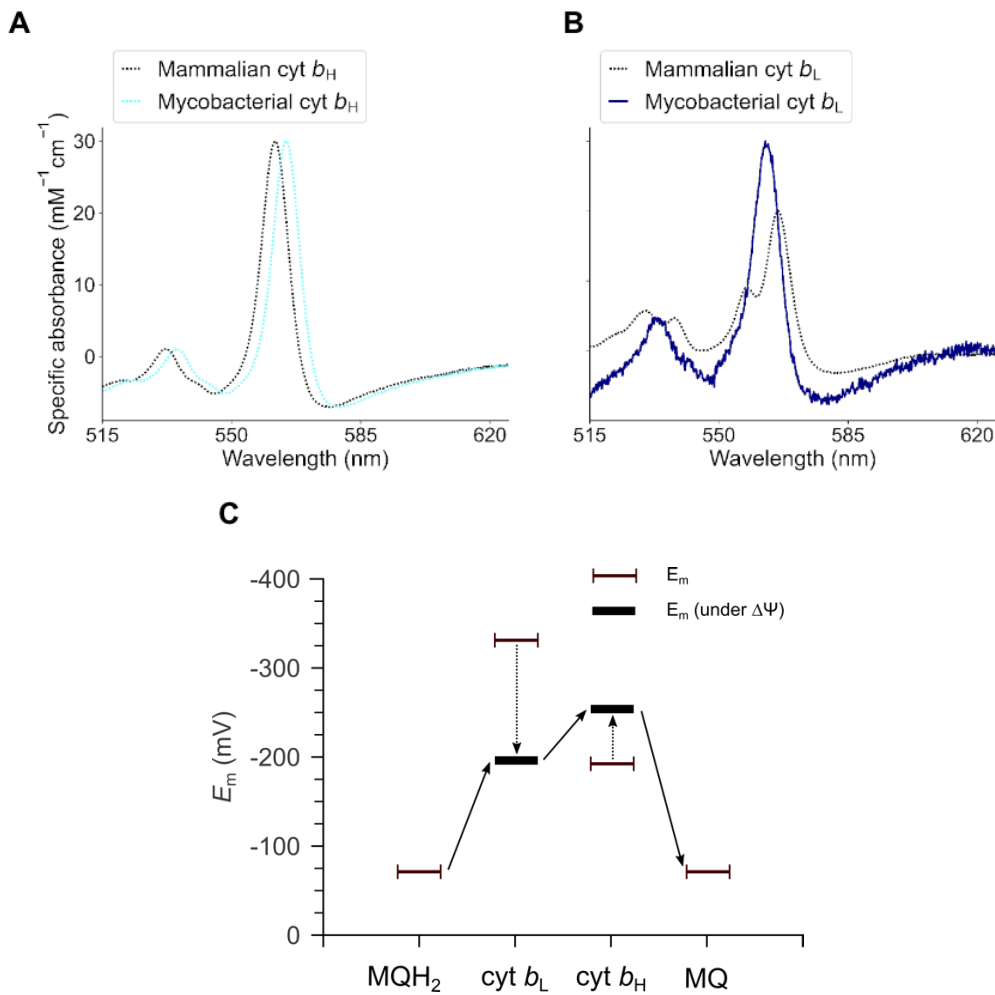 A
Mammalian cyt bH
Mycobacterial cyt bH
Specific absorbance (mM−1 cm−1)
30
20
10
0
515
550
585
620
Wavelength (nm)
B
Mammalian cyt bL
Mycobacterial cyt bL
515
550
585
620
Wavelength (nm)
C
Em
Em (under ΔΨ)
Em (mV)
-400
-300
-200
-100
0
MQH2
cyt bL
cyt bH
MQ